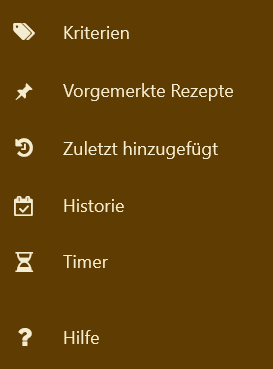 Kriterien
Vorgemerkte Rezepte
Zuletzt hinzugefügt
Historie
Timer
Hilfe